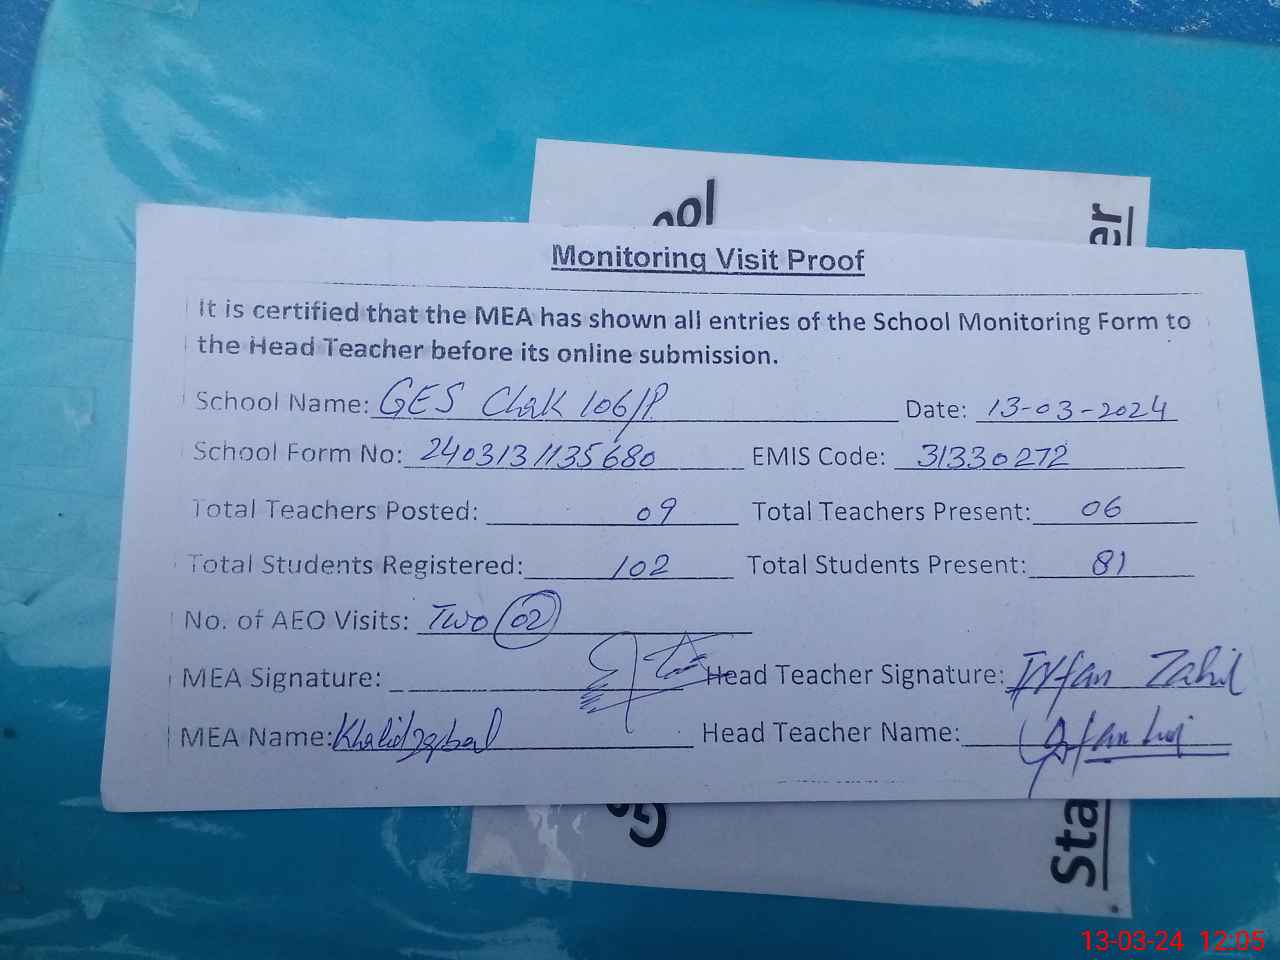 ool
er
Monitoring Visit Proof
It is certified that the MEA has shown all entries of the School Monitoring Form to
the Head Teacher before its online submission.
School Name: GES Chak 106/P Date: 13-03-2024
School Form No: 2403131135680 EMIS Code: 31330272
Total Teachers Posted: 09 Total Teachers Present: 06
Total Students Registered: 102 Total Students Present: 81
No. of AEO Visits: Two 02
MEA Signature: Head Teacher Signature: Irfan Zahid
MEA Name: Khalid Iqbal Head Teacher Name:
Sta
13-03-24 12:05